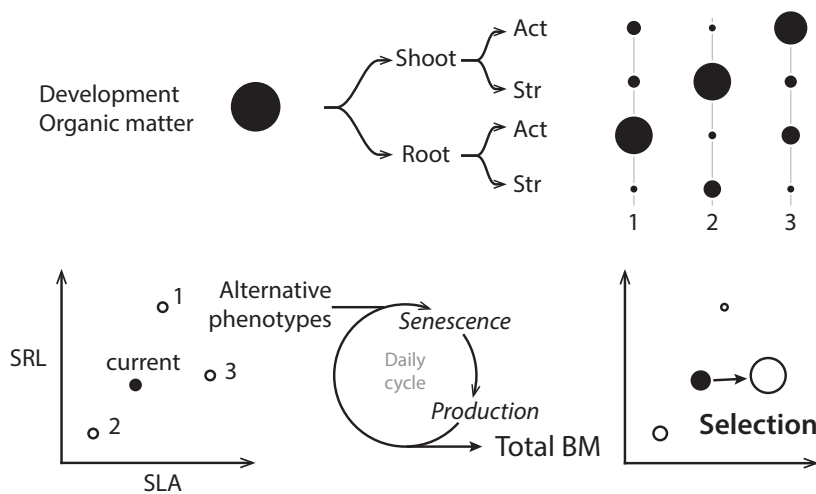 Development
Organic matter
Shoot
Root
Act
Str
Act
Str
1
2
3
SRL
SLA
1
current
3
2
Alternative
phenotypes
Senescence
Daily
cycle
Production
Total BM
Selection